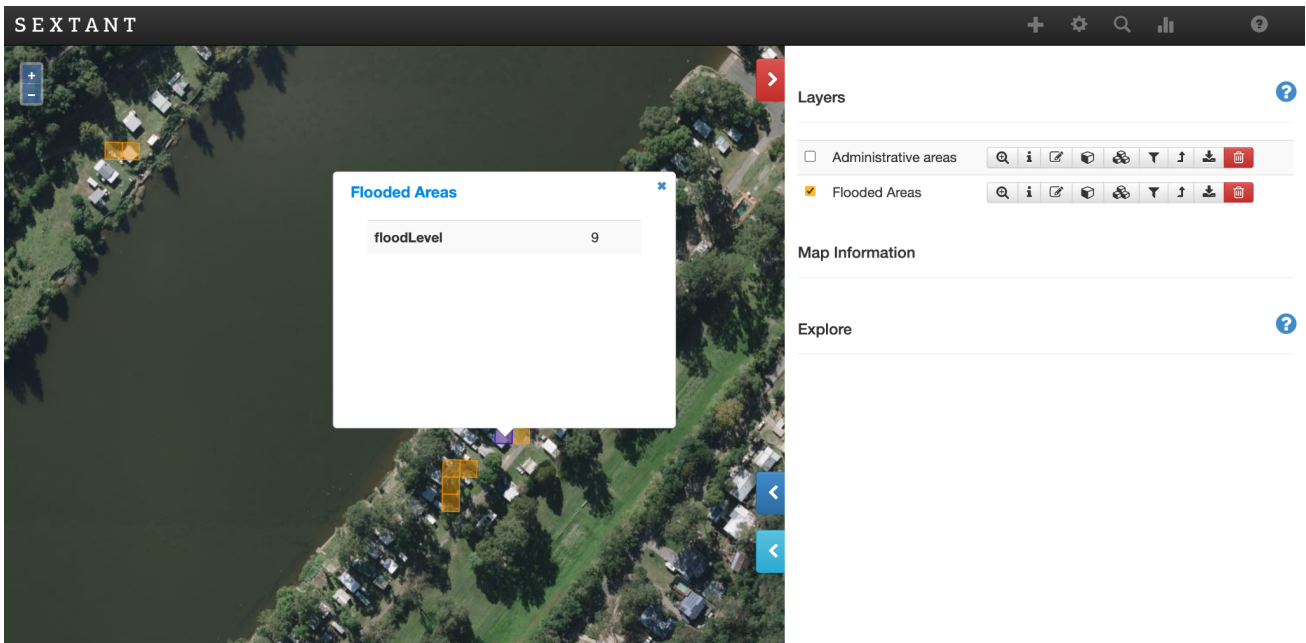 SEXTANT
+
-
Flooded Areas
floodLevel 9
Layers
Administrative areas
Flooded Areas
Map Information
Explore